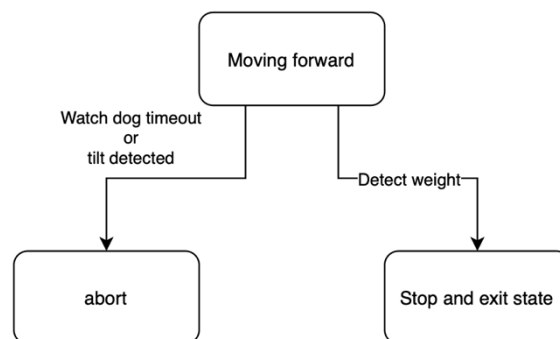 Moving forward
Watch dog timeout
or
tilt detected
Detect weight
abort
Stop and exit state